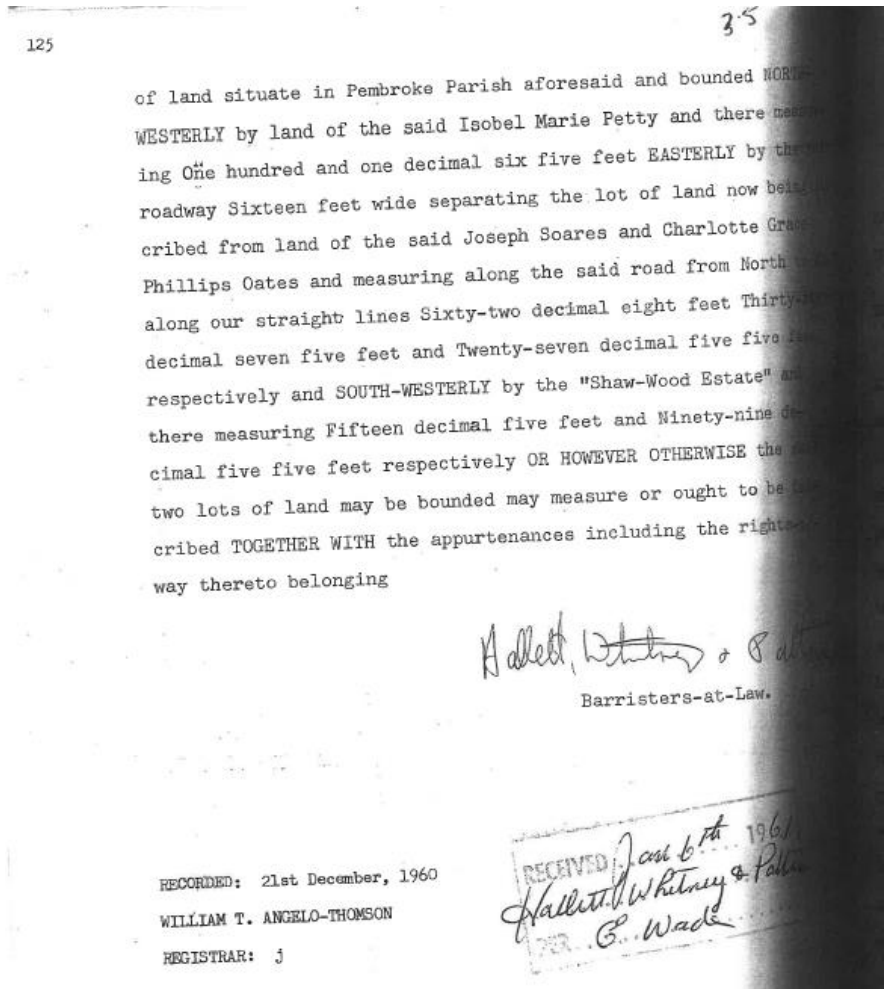 3.5
125
of land situate in Pembroke Parish aforesaid and bounded NORTH-
WESTERLY by land of the said Isobel Marie Petty and there
ing One hundred and one decimal six five feet EASTERLY by
roadway Sixteen feet wide separating the lot of land now
cribed from land of the said Joseph Soares and Charlotte Grace
Phillips Oates and measuring along the said road from North
along our straight lines Sixty-two decimal eight feet
decimal seven five feet and Twenty-seven decimal five five
respectively and SOUTH-WESTERLY by the "Shaw-Wood Estate" and
there measuring Fifteen decimal five feet and Ninety-nine de-
cimal five five feet respectively OR HOWEVER OTHERWISE the
two lots of land may be bounded may measure or ought to be
cribed TOGETHER WITH the appurtenances including the
way thereto belonging
Hallett, Whitney &
Barristers-at-Law.
RECEIVED Jan 6th 1961
Hallett, Whitney &
PER E. Wade
RECORDED: 21st December, 1960
WILLIAM T. ANGELO-THOMSON
REGISTRAR: j